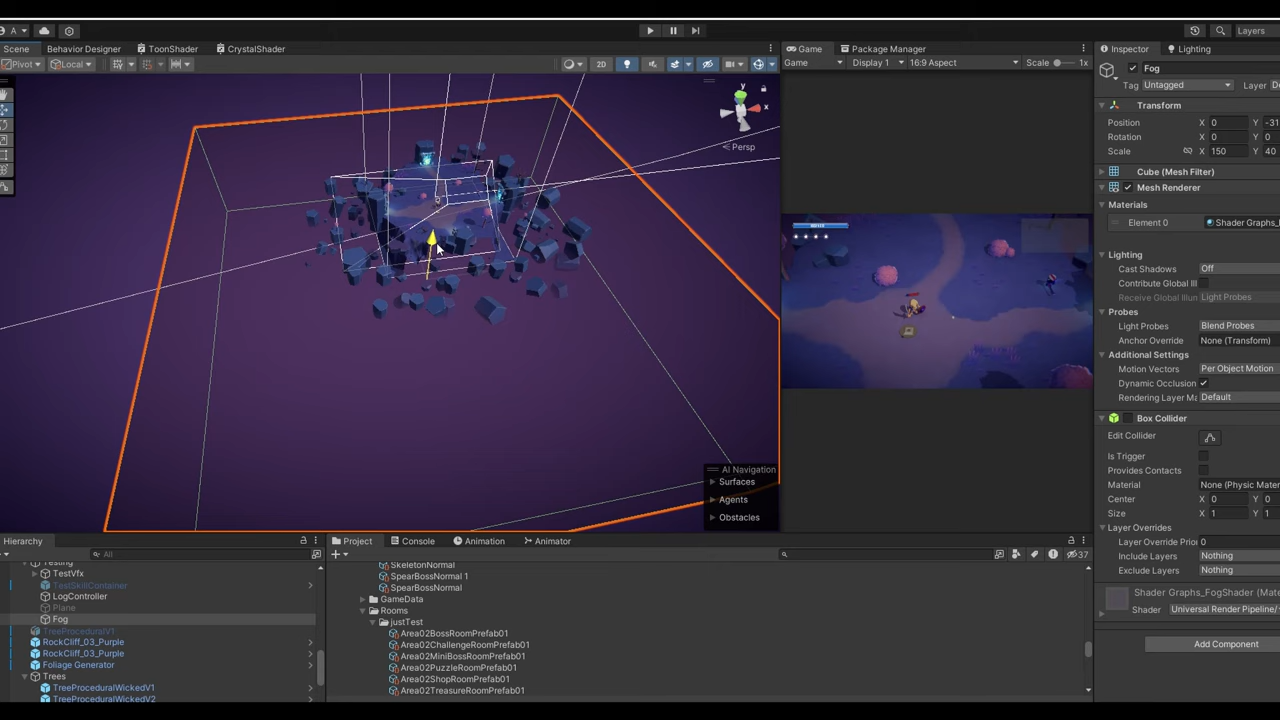 A
Layers
Scene
Behavior Designer
ToonShader
CrystalShader
Game
Package Manager
Inspector
Lighting
Pivot
Local
2D
Game
Display 1
16:9 Aspect
Scale
1x
Fog
Tag
Untagged
Layer
y
x
Persp
Transform
Position
X
0
Y
-31
Rotation
X
0
Y
0
Scale
X
150
Y
40
Cube (Mesh Filter)
Mesh Renderer
Materials
Element 0
Shader Graphs_
Lighting
Cast Shadows
Off
Contribute Global Ill
Receive Global Illum
Light Probes
Probes
Light Probes
Blend Probes
Anchor Override
None (Transform)
Additional Settings
Motion Vectors
Per Object Motion
Dynamic Occlusion
Rendering Layer Ma
Default
Box Collider
Edit Collider
Is Trigger
Provides Contacts
Material
None (Physic Mater
Center
X
0
Y
0
Size
X
1
Y
1
Layer Overrides
Layer Override Prio
0
Include Layers
Nothing
Exclude Layers
Nothing
Shader Graphs_FogShader (Mate
Shader
Universal Render Pipeline/
Add Component
AI Navigation
Surfaces
Agents
Obstacles
Hierarchy
All
Testing
TestVfx
TestSkillContainer
LogController
Plane
Fog
TreeProceduralV1
RockCliff_03_Purple
RockCliff_03_Purple
Foliage Generator
Trees
TreeProceduralWickedV1
TreeProceduralWickedV2
Project
Console
Animation
Animator
37
SkeletonNormal
SpearBossNormal 1
SpearBossNormal
GameData
Rooms
justTest
Area02BossRoomPrefab01
Area02ChallengeRoomPrefab01
Area02MiniBossRoomPrefab01
Area02PuzzleRoomPrefab01
Area02ShopRoomPrefab01
Area02TreasureRoomPrefab01